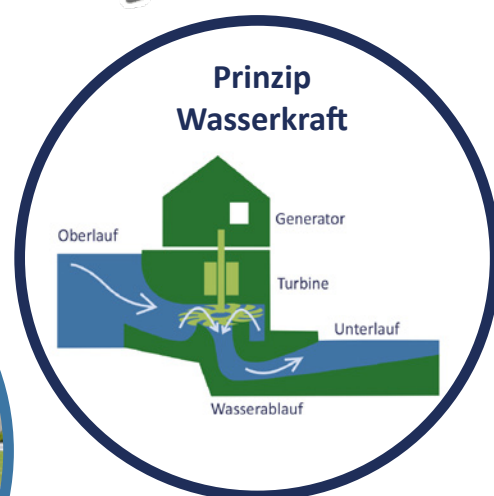 Prinzip
Wasserkraft
Generator
Oberlauf
Turbine
Unterlauf
Wasserablauf